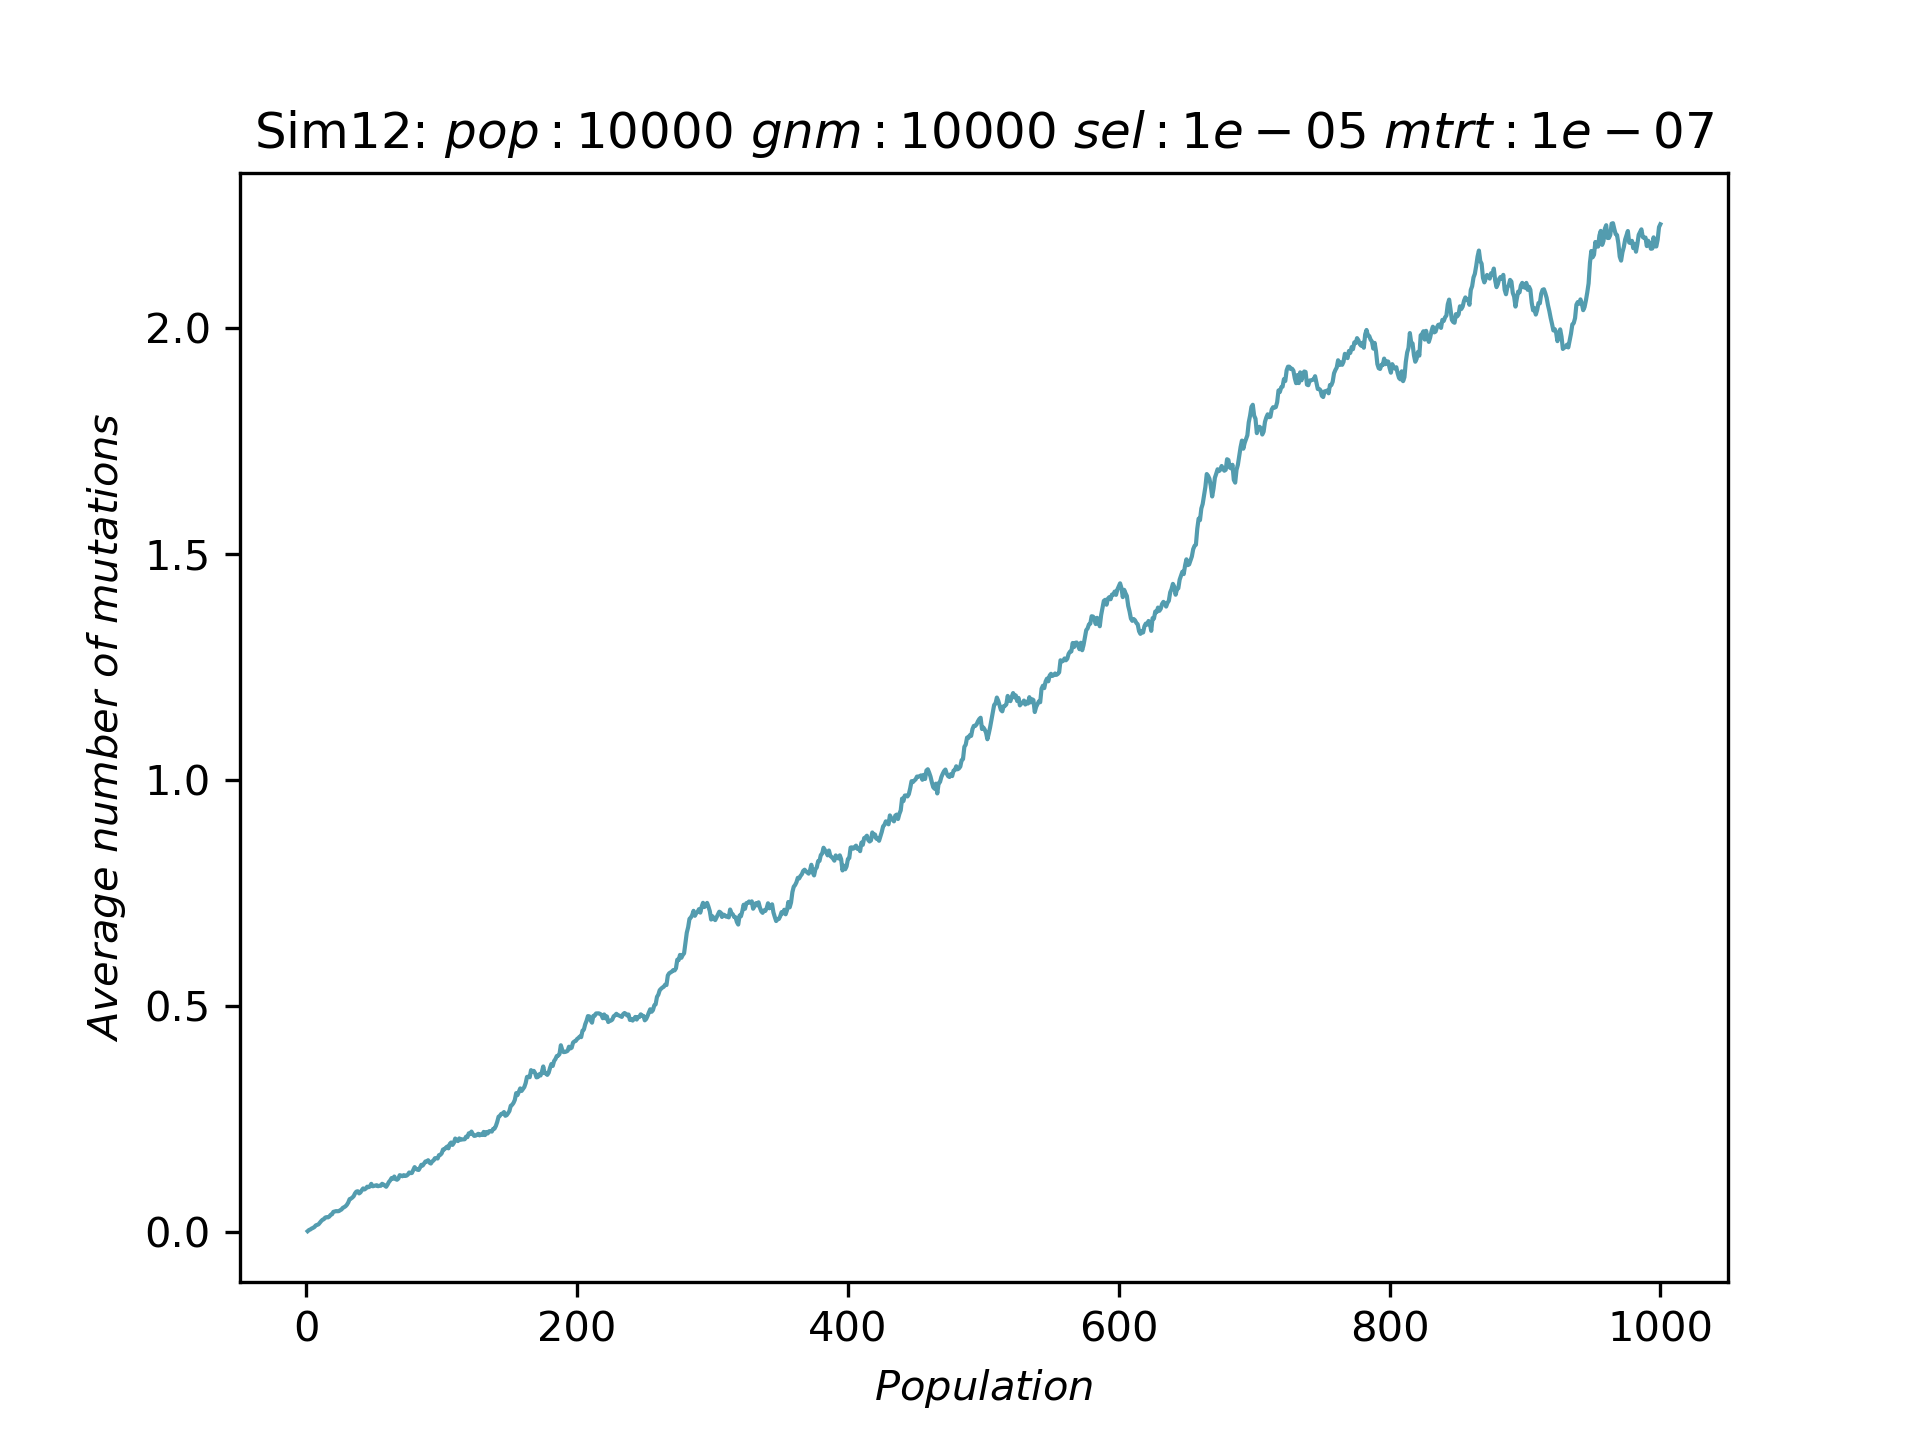 Sim12: pop : 10000 gnm : 10000 sel : 1e − 05 mtrt : 1e − 07
Average number of mutations
2.0
1.5
1.0
0.5
0.0
0 200 400 600 800 1000
Population